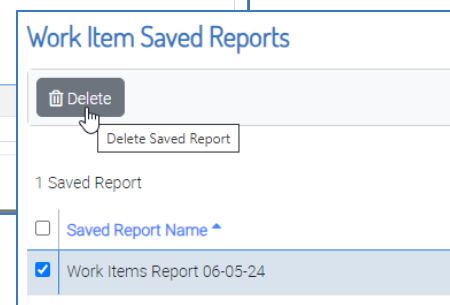 Work Item Saved Reports
Delete
Delete Saved Report
1 Saved Report
Saved Report Name
Work Items Report 06-05-24